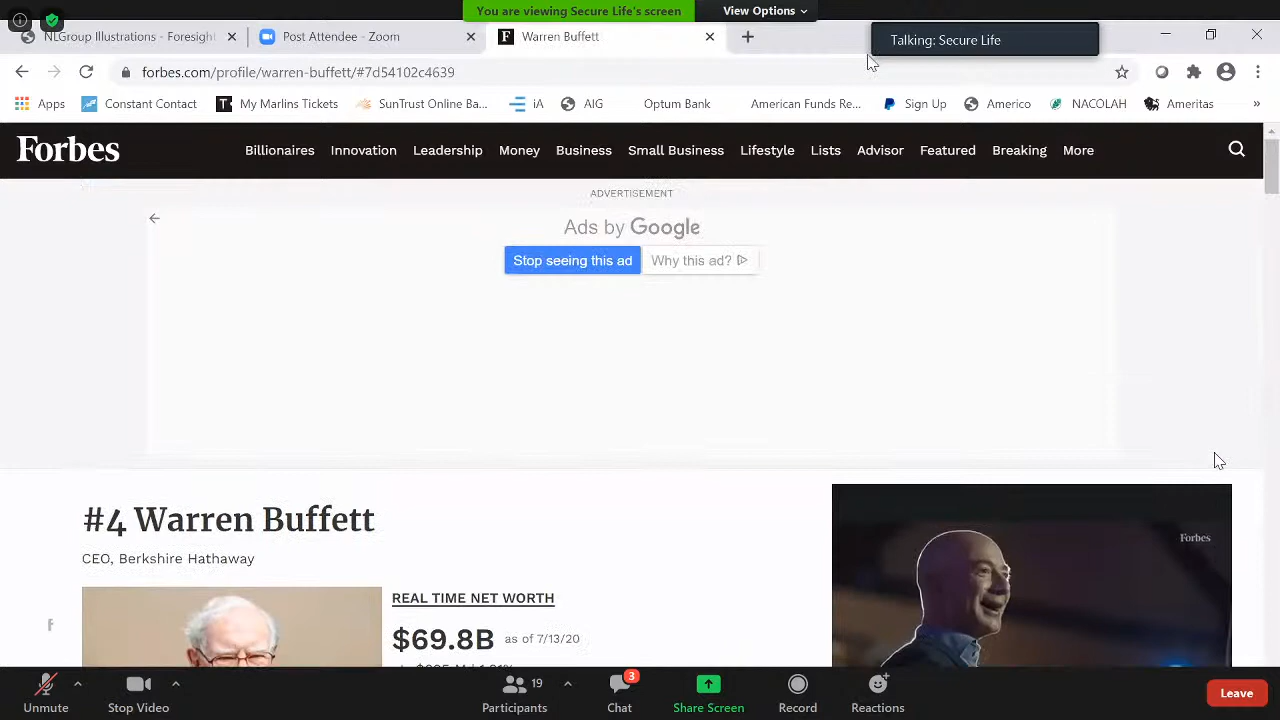 You are viewing Secure Life's screen
View Options
NLGroup Illustrations - Foresight
Post Attendee - Zoom
Warren Buffett
Talking: Secure Life
forbes.com/profile/warren-buffett/#7d54102c4639
Apps
Constant Contact
My Marlins Tickets
SunTrust Online Ba...
iA
AIG
Optum Bank
American Funds Re...
Sign Up
Americo
NACOLAH
Ameritas
Forbes
Billionaires
Innovation
Leadership
Money
Business
Small Business
Lifestyle
Lists
Advisor
Featured
Breaking
More
ADVERTISEMENT
Ads by Google
Stop seeing this ad
Why this ad?
#4 Warren Buffett
CEO, Berkshire Hathaway
Forbes
REAL TIME NET WORTH
$69.8B as of 7/13/20
Unmute
Stop Video
19
Participants
3
Chat
Share Screen
Record
Reactions
Leave